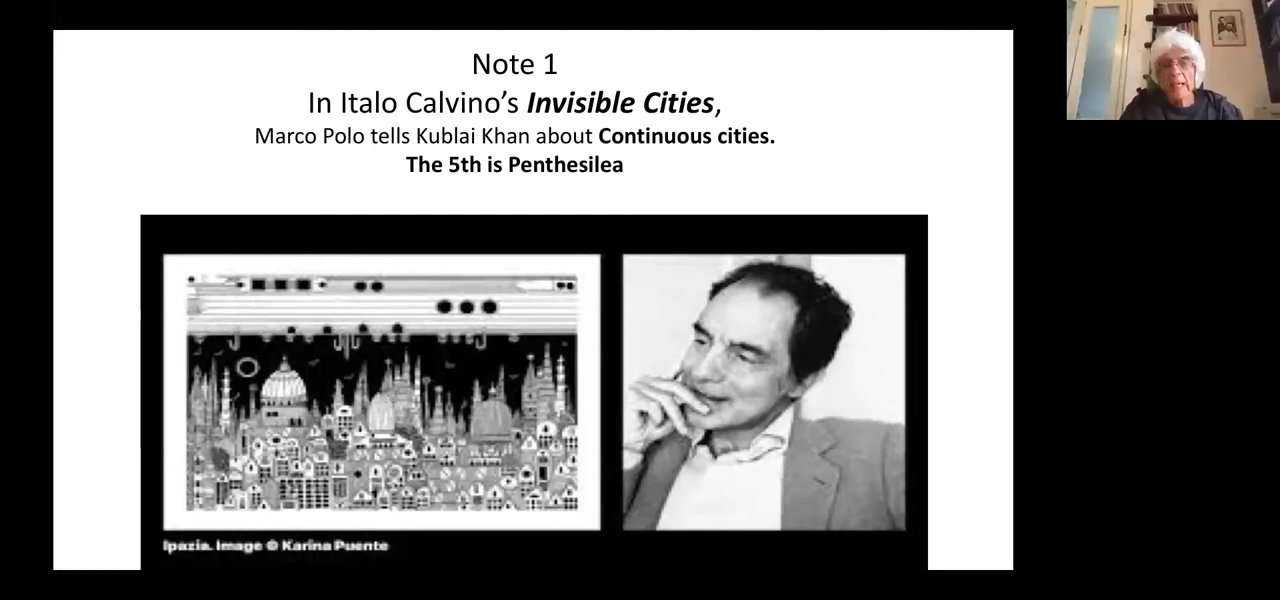 Note 1
In Italo Calvino’s Invisible Cities,
Marco Polo tells Kublai Khan about Continuous cities.
The 5th is Penthesilea
Ipazia. Image © Karina Puente